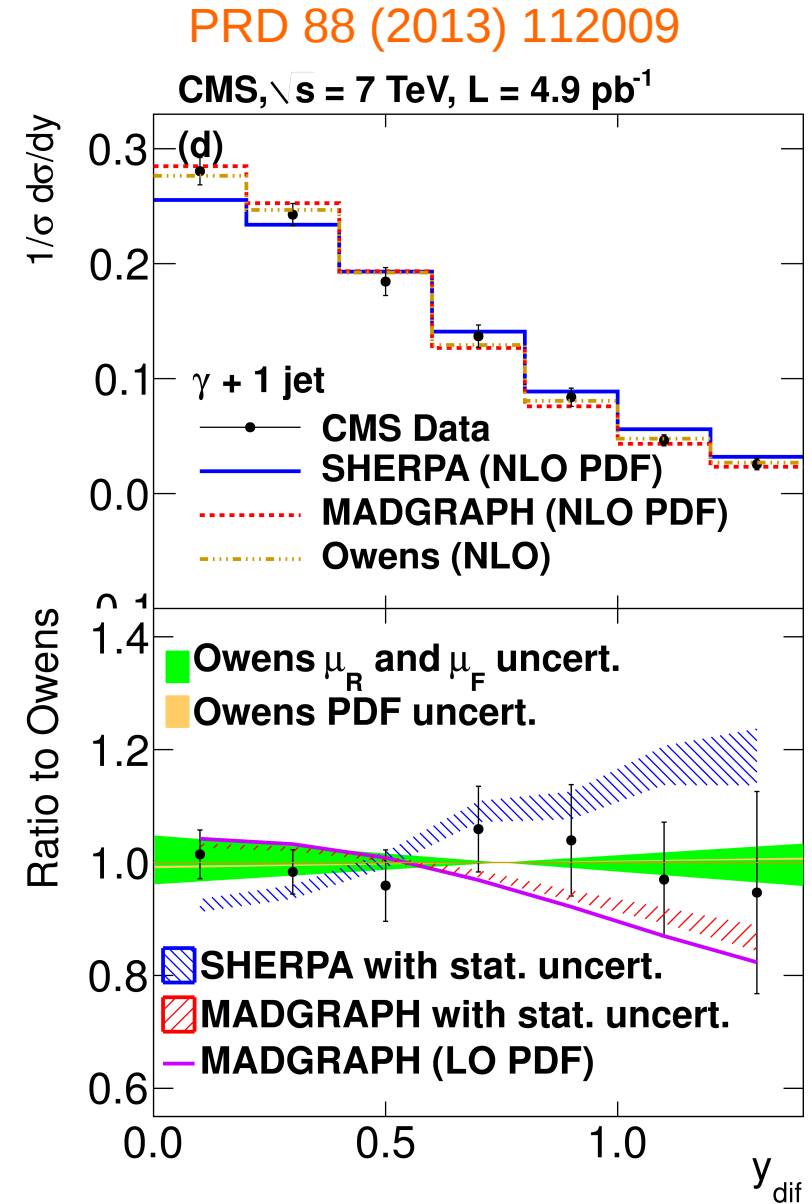 PRD 88 (2013) 112009
CMS, √s = 7 TeV, L = 4.9 pb⁻¹
1/σ dσ/dy
(d)
0.3
0.2
0.1
0.0
γ + 1 jet
CMS Data
SHERPA (NLO PDF)
MADGRAPH (NLO PDF)
Owens (NLO)
0.1
Ratio to Owens
1.4
1.2
1.0
0.8
0.6
Owens μR and μF uncert.
Owens PDF uncert.
SHERPA with stat. uncert.
MADGRAPH with stat. uncert.
MADGRAPH (LO PDF)
0.0 0.5 1.0
ydif